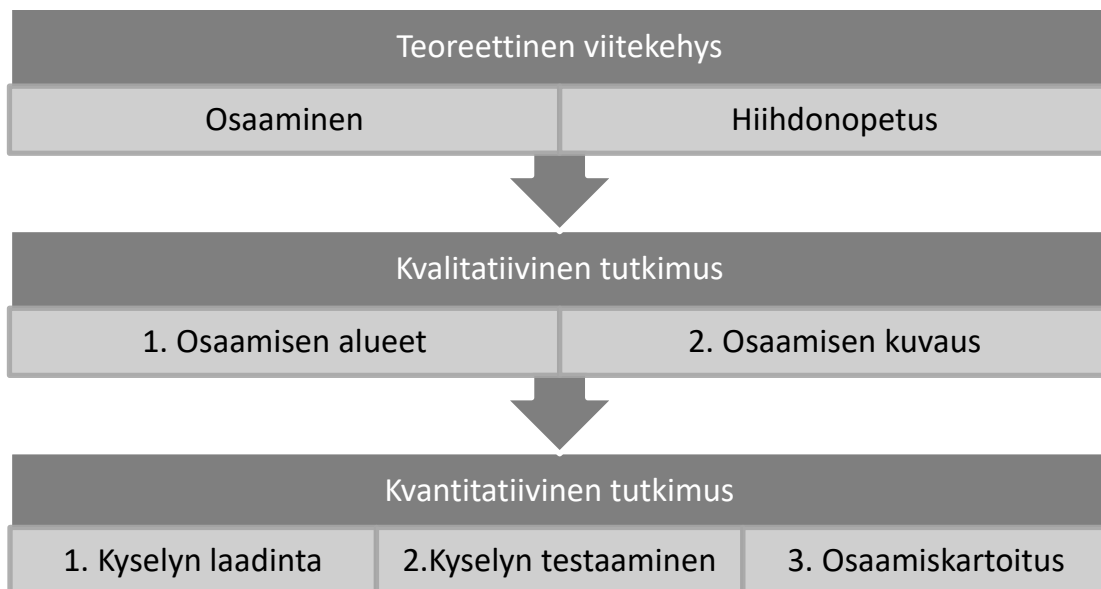 Teoreettinen viitekehys
Osaaminen
Hiihdonopetus
Kvalitatiivinen tutkimus
1. Osaamisen alueet
2. Osaamisen kuvaus
Kvantitatiivinen tutkimus
1. Kyselyn laadinta
2.Kyselyn testaaminen
3. Osaamiskartoitus